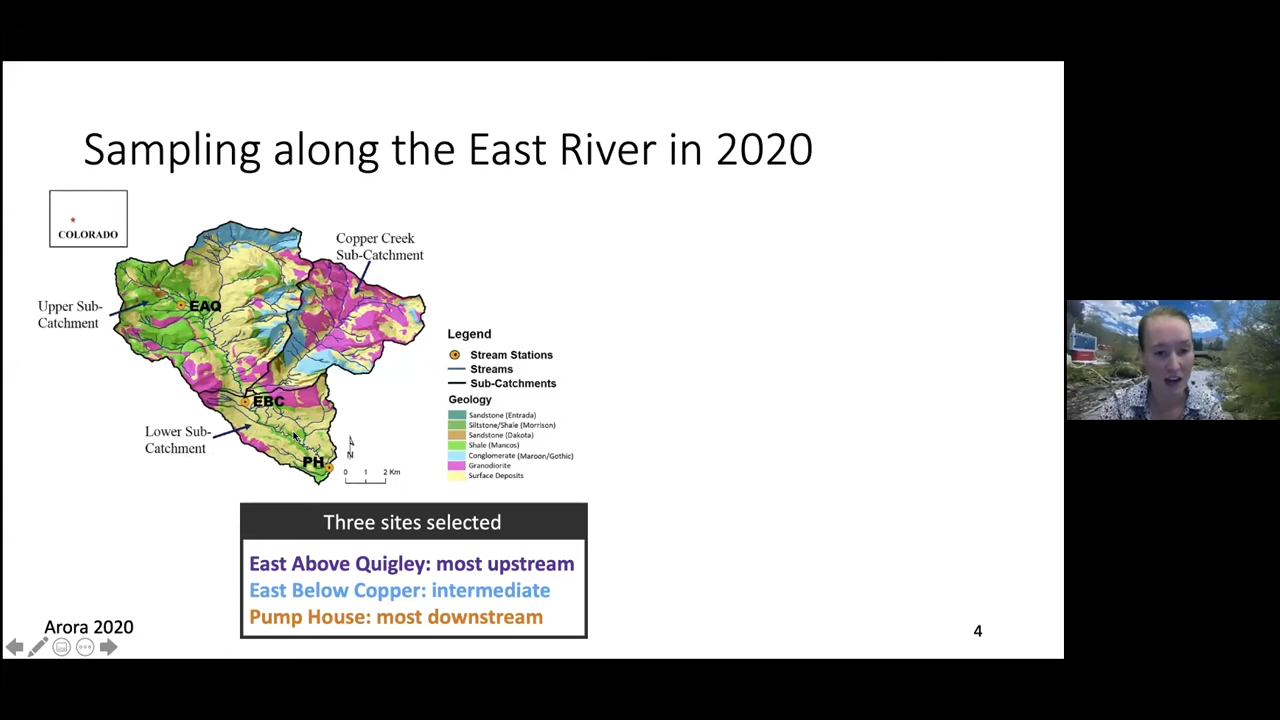 Sampling along the East River in 2020
COLORADO
Copper Creek
Sub-Catchment
Upper Sub-
Catchment
EAQ
EBC
Lower Sub-
Catchment
PH
N
0 1 2 Km
Legend
Stream Stations
Streams
Sub-Catchments
Geology
Sandstone (Entrada)
Siltstone/Shale (Morrison)
Sandstone (Dakota)
Shale (Mancos)
Conglomerate (Maroon/Gothic)
Granodiorite
Surface Deposits
Three sites selected
East Above Quigley: most upstream
East Below Copper: intermediate
Pump House: most downstream
Arora 2020
4